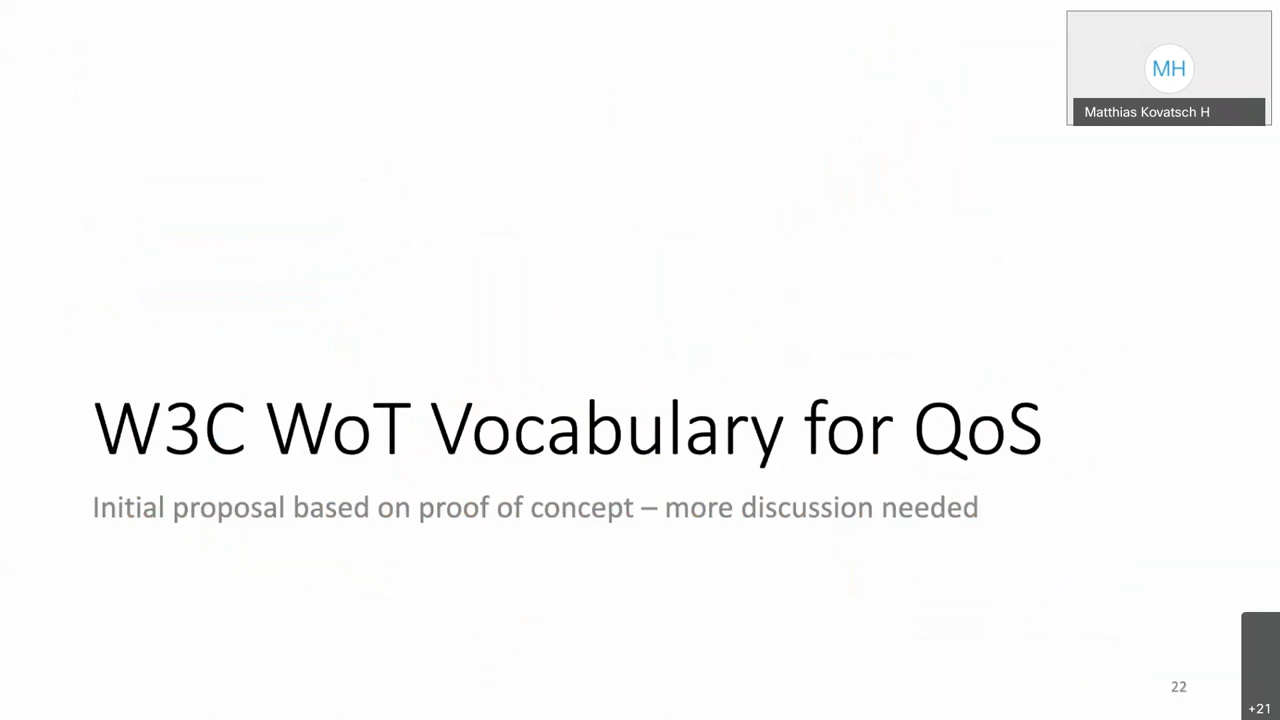 MH
Matthias Kovatsch H
W3C WoT Vocabulary for QoS
Initial proposal based on proof of concept – more discussion needed
22
+21